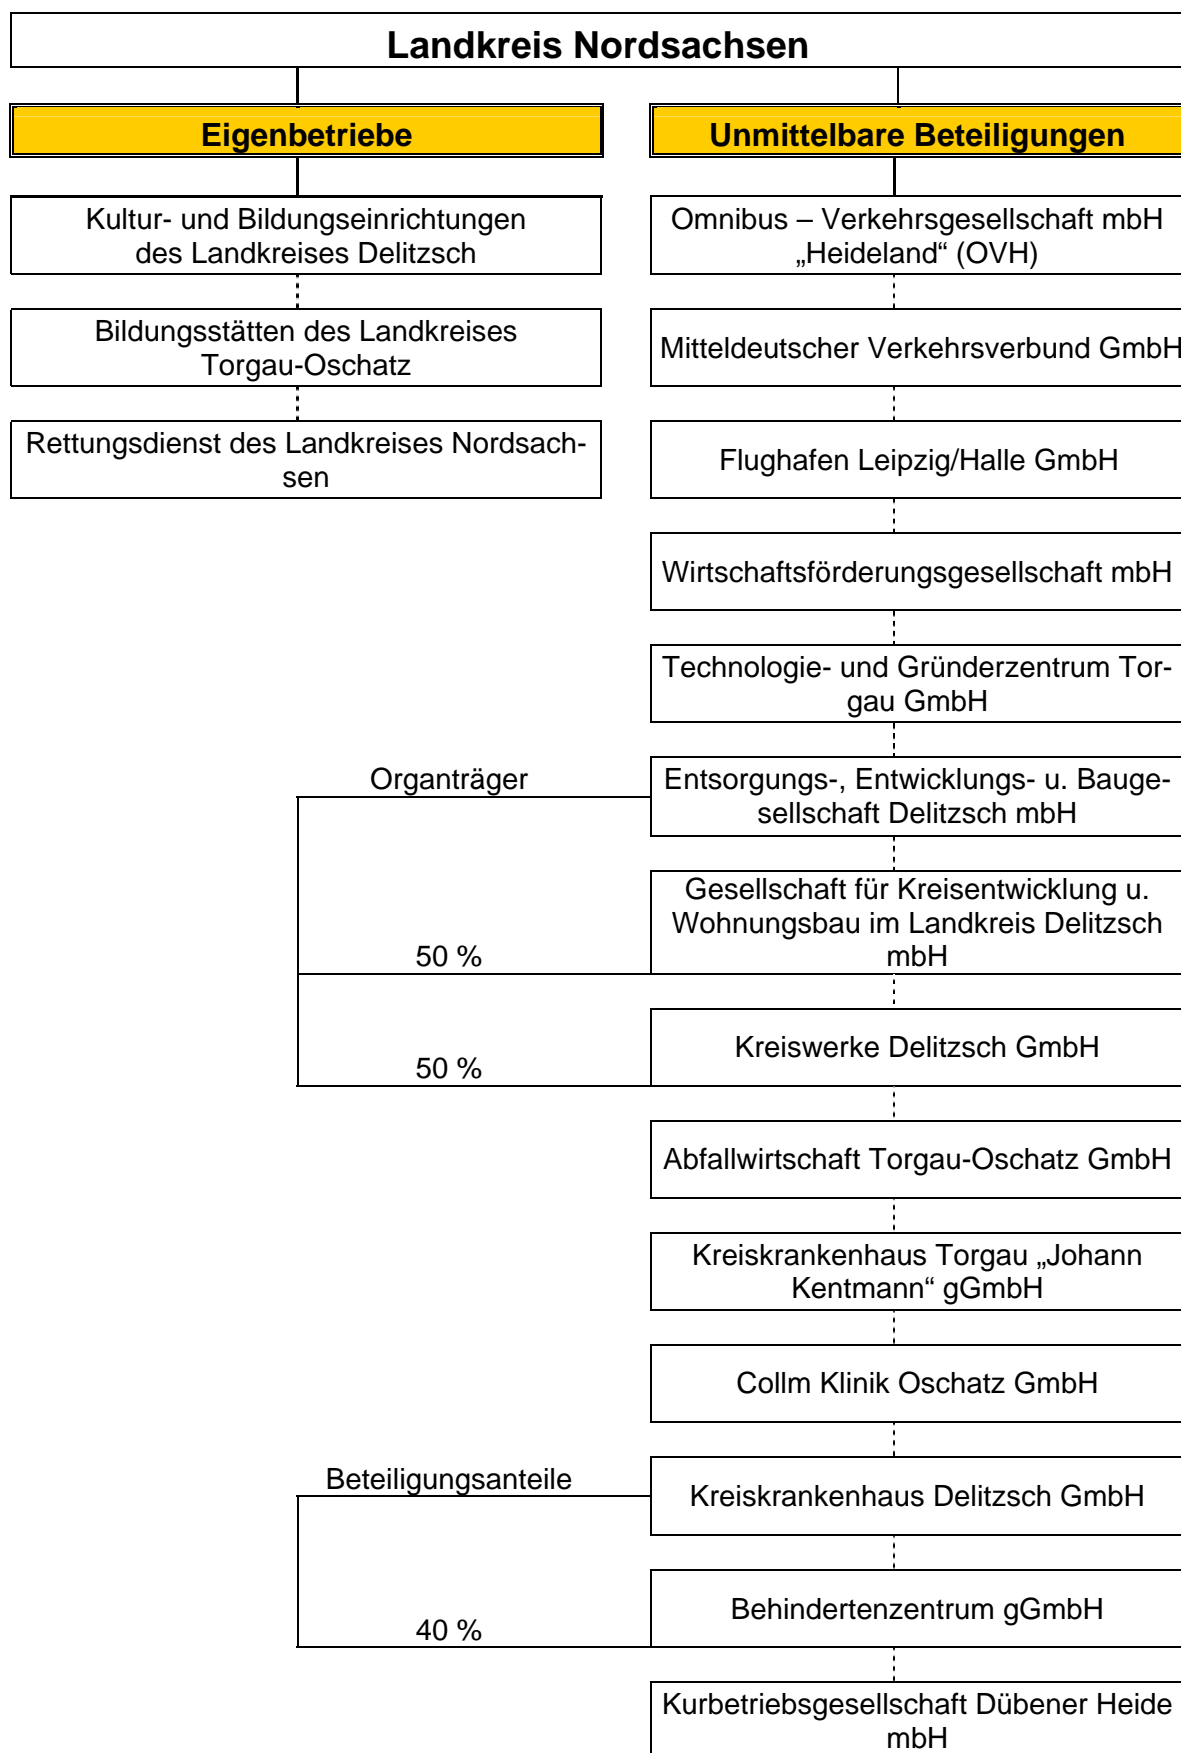 Landkreis Nordsachsen
Eigenbetriebe
Kultur- und Bildungseinrichtungen
des Landkreises Delitzsch
Bildungsstätten des Landkreises
Torgau-Oschatz
Rettungsdienst des Landkreises Nordsach-
sen
Unmittelbare Beteiligungen
Omnibus – Verkehrsgesellschaft mbH
„Heideland“ (OVH)
Mitteldeutscher Verkehrsverbund GmbH
Flughafen Leipzig/Halle GmbH
Wirtschaftsförderungsgesellschaft mbH
Technologie- und Gründerzentrum Tor-
gau GmbH
Organträger
Entsorgungs-, Entwicklungs- u. Bauge-
sellschaft Delitzsch mbH
Gesellschaft für Kreisentwicklung u.
Wohnungsbau im Landkreis Delitzsch
mbH
50 %
Kreiswerke Delitzsch GmbH
50 %
Abfallwirtschaft Torgau-Oschatz GmbH
Kreiskrankenhaus Torgau „Johann
Kentmann“ gGmbH
Collm Klinik Oschatz GmbH
Beteiligungsanteile
Kreiskrankenhaus Delitzsch GmbH
Behindertenzentrum gGmbH
40 %
Kurbetriebsgesellschaft Dübener Heide
mbH